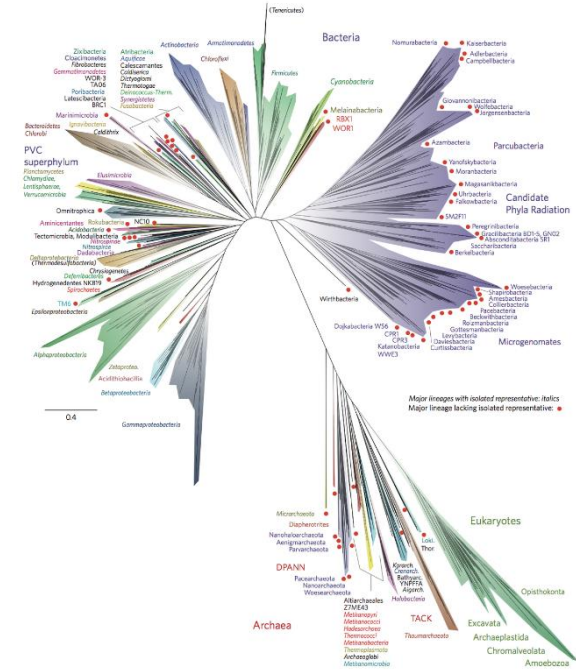 (Tenericutes)
Bacteria
Actinobacteria
Armatimonadetes
Chloroflexi
Firmicutes
Cyanobacteria
Melainabacteria
RBX1
WOR1
Zixibacteria
Cloacimonetes
Fibrobacteres
Gemmatimonadetes
WOR-3
TA06
Poribacteria
Latescibacteria
BRC1
Marinimicrobia
Bacteroidetes
Chlorobi
Ignavibacteria
Caldithrix
Atribacteria
Aquificae
Calescamantes
Caldiserica
Dictyoglomi
Thermotogae
Deinococcus-Therm.
Synergistetes
Fusobacteria
PVC
superphylum
Planctomycetes
Chlamydiae,
Lentisphaerae,
Verrucomicrobia
Elusimicrobia
Omnitrophica
Aminicentantes
Rokubacteria
NC10
Acidobacteria
Tectomicrobia, Modulibacteria
Nitrospinae
Nitrospirae
Dadabacteria
Deltaproteobacteria
(Thermodesulfobacteria)
Chrysiogenetes
Deferribacteres
Hydrogenedentes NKB19
Spirochaetes
TM6
Epsilonproteobacteria
Alphaproteobacteria
Zetaproteo.
Acidithiobacillia
Betaproteobacteria
Gammaproteobacteria
0.4
Nomurabacteria
Kaiserbacteria
Adlerbacteria
Campbellbacteria
Giovannonibacteria
Wolfebacteria
Jorgensenbacteria
Parcubacteria
Azambacteria
Yanofskybacteria
Moranbacteria
Magasanikbacteria
Uhrbacteria
Falkowbacteria
Candidate
Phyla Radiation
SM2F11
Peregrinibacteria
Gracilibacteria BD1-5, GN02
Absconditabacteria SR1
Saccharibacteria
Berkelbacteria
Wirthbacteria
Woesebacteria
Shapirobacteria
Amesbacteria
Collierbacteria
Pacebacteria
Beckwithbacteria
Roizmanbacteria
Gottesmanbacteria
Levybacteria
Daviesbacteria
Curtissbacteria
Microgenomates
Dojkabacteria WS6
CPR1
CPR3
Katanobacteria
WWE3
Major lineages with isolated representative: italics
Major lineage lacking isolated representative:
Micrarchaeota
Diapherotrites
Nanohaloarchaeota
Aenigmarchaeota
Parvarchaeota
DPANN
Pacearchaeota
Nanoarchaeota
Woesearchaeota
Archaea
Altiarchaeales
Z7ME43
Methanopyri
Methanococci
Hadesarchaea
Thermococci
Methanobacteria
Thermoplasmata
Archaeoglobi
Methanomicrobia
Halobacteria
Korarch.
Crenarch.
Bathyarc.
YNPFFA
Aigarch.
TACK
Thaumarchaeota
Loki.
Thor
Eukaryotes
Opisthokonta
Excavata
Archaeplastida
Chromalveolata
Amoebozoa